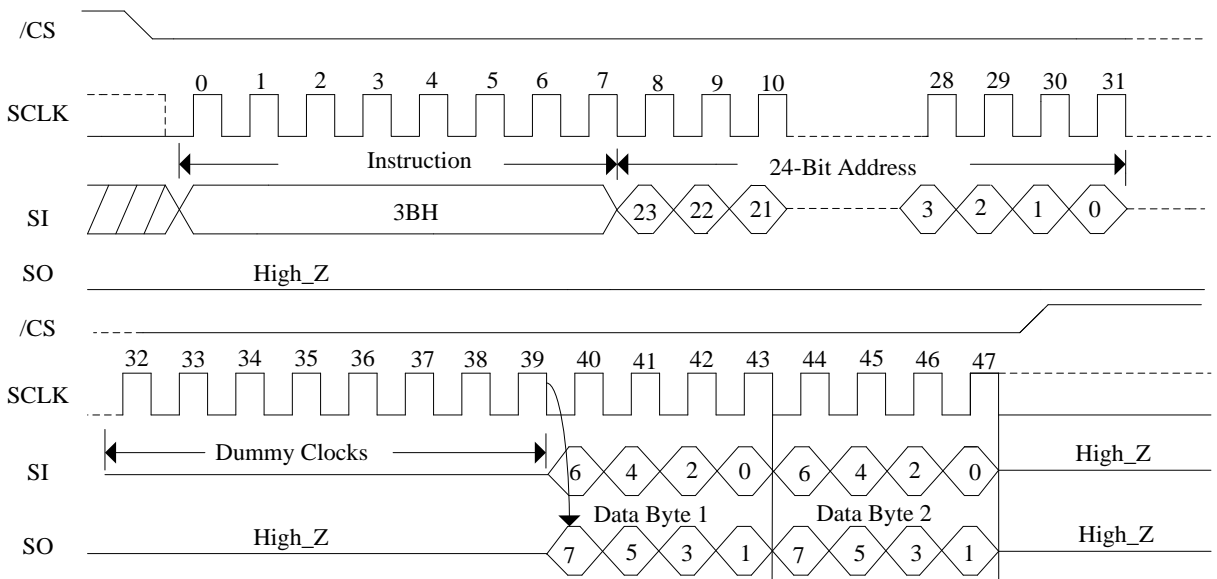 /CS
0 1 2 3 4 5 6 7 8 9 10 28 29 30 31
SCLK
Instruction 24-Bit Address
SI 3BH 23 22 21 3 2 1 0
SO High_Z
/CS
32 33 34 35 36 37 38 39 40 41 42 43 44 45 46 47
SCLK
Dummy Clocks
SI 6 4 2 0 6 4 2 0 High_Z
Data Byte 1 Data Byte 2
SO High_Z 7 5 3 1 7 5 3 1 High_Z